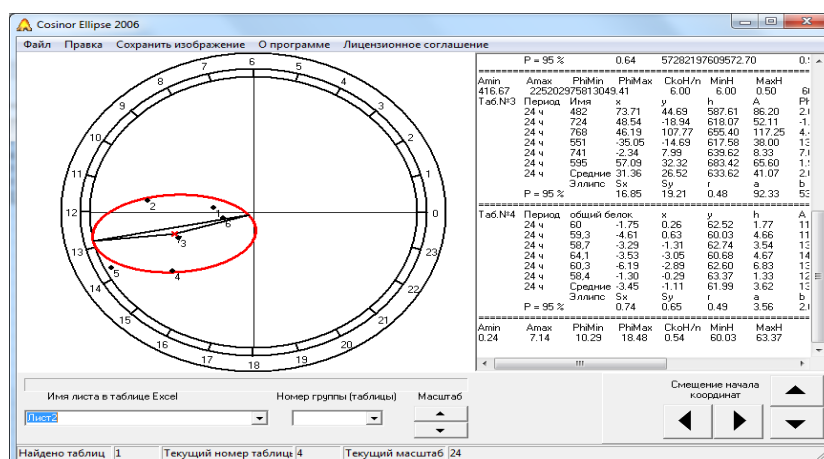 Cosinor Ellipse 2006
Файл Правка Сохранить изображение О программе Лицензионное соглашение
6
7 5
8 4
9 3
10 2
11 1
12 0
13 23
14 22
15 21
16 20
17 19
18
2
1
6
3
5
4
P = 95 % 0.64 57282197609572.70
Amin Amax PhiMin PhiMax CkoH/n MinH MaxH
416.67 225202975813049.41 6.00 6.00 0.50
Таб.№3 Период Имя x y h A
24 ч 482 73.71 44.69 587.61 86.20
24 ч 724 48.54 -18.94 618.07 52.11
24 ч 768 46.19 107.77 655.40 117.25
24 ч 551 -35.05 -14.69 617.58 38.00
24 ч 741 -2.34 7.99 639.62 8.33
24 ч 595 57.09 32.32 683.42 65.60
24 ч Средние 31.36 26.52 633.62 41.07
Эллипс Sx Sy r a b
P = 95 % 16.85 19.21 0.48 92.33 53
Таб.№4 Период общий белок x y h A
24 ч 60 -1.75 0.26 62.52 1.77 11
24 ч 59,3 -4.61 0.63 60.03 4.66 11
24 ч 58,7 -3.29 -1.31 62.74 3.54 13
24 ч 64,1 -3.53 -3.05 60.68 4.67 14
24 ч 60,3 -6.19 -2.89 62.60 6.83 13
24 ч 58,4 -1.30 -0.29 63.37 1.33 12
24 ч Средние -3.45 -1.11 61.99 3.62 13
Эллипс Sx Sy r a b
P = 95 % 0.74 0.65 0.49 3.56
Amin Amax PhiMin PhiMax CkoH/n MinH MaxH
0.24 7.14 10.29 18.48 0.54 60.03 63.37
Имя листа в таблице Excel Номер группы (таблицы) Масштаб
Лист2
Смещение начала
координат
Найдено таблиц 1 Текущий номер таблицы 4 Текущий масштаб 24